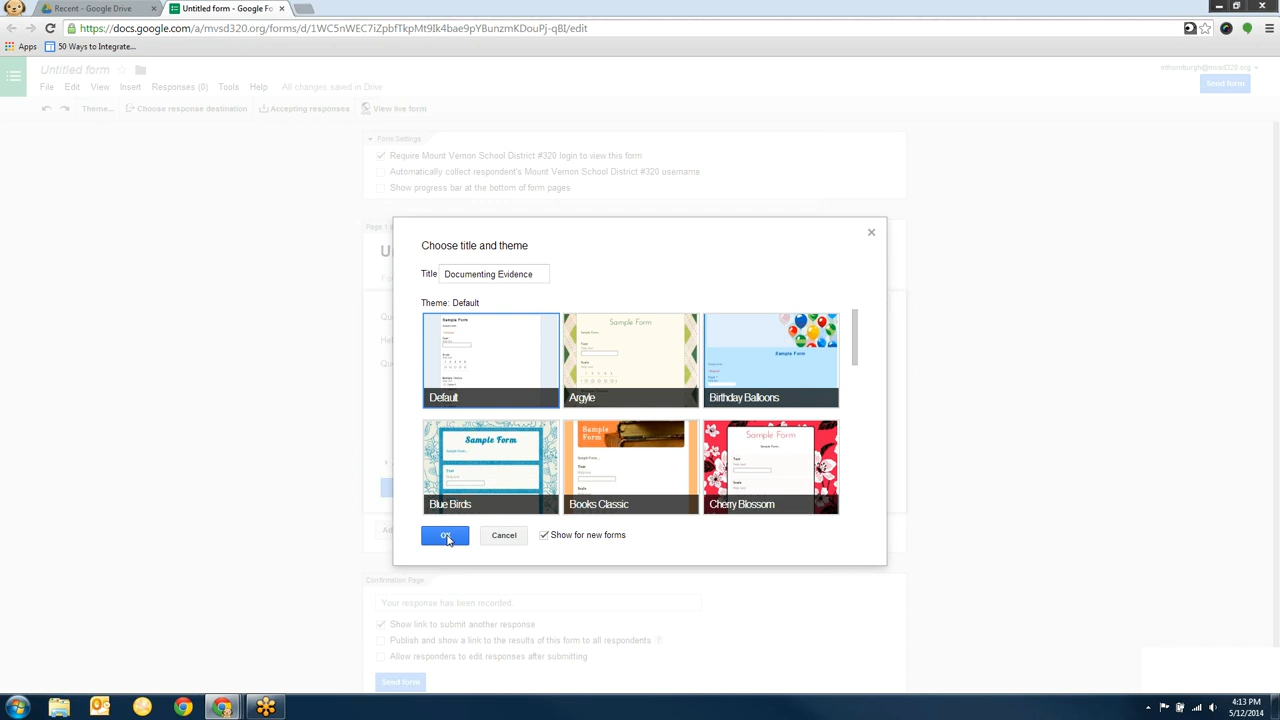 Recent - Google Drive
Untitled form - Google Fo
https://docs.google.com/a/mvsd320.org/forms/d/1WC5nWEC7iZpbfTkpMt9Ik4bae9pYBunzmKDouPj-qBI/edit
Apps
50 Ways to Integrate...
Untitled form
mthornburgh@mvsd320.org
File Edit View Insert Responses (0) Tools Help All changes saved in Drive
Send form
Theme... Choose response destination Accepting responses View live form
Form Settings
Require Mount Vernon School District #320 login to view this form
Automatically collect respondent's Mount Vernon School District #320 username
Show progress bar at the bottom of form pages
Page 1
Choose title and theme
Title Documenting Evidence
Theme: Default
Sample Form
Default
Sample Form
Argyle
Sample Form
Birthday Balloons
Sample Form
Blue Birds
Sample Form
Books Classic
Sample Form
Cherry Blossom
OK
Cancel
Show for new forms
Confirmation Page
Your response has been recorded.
Show link to submit another response
Publish and show a link to the results of this form to all respondents
Allow responders to edit responses after submitting
Send form
4:13 PM
5/12/2014